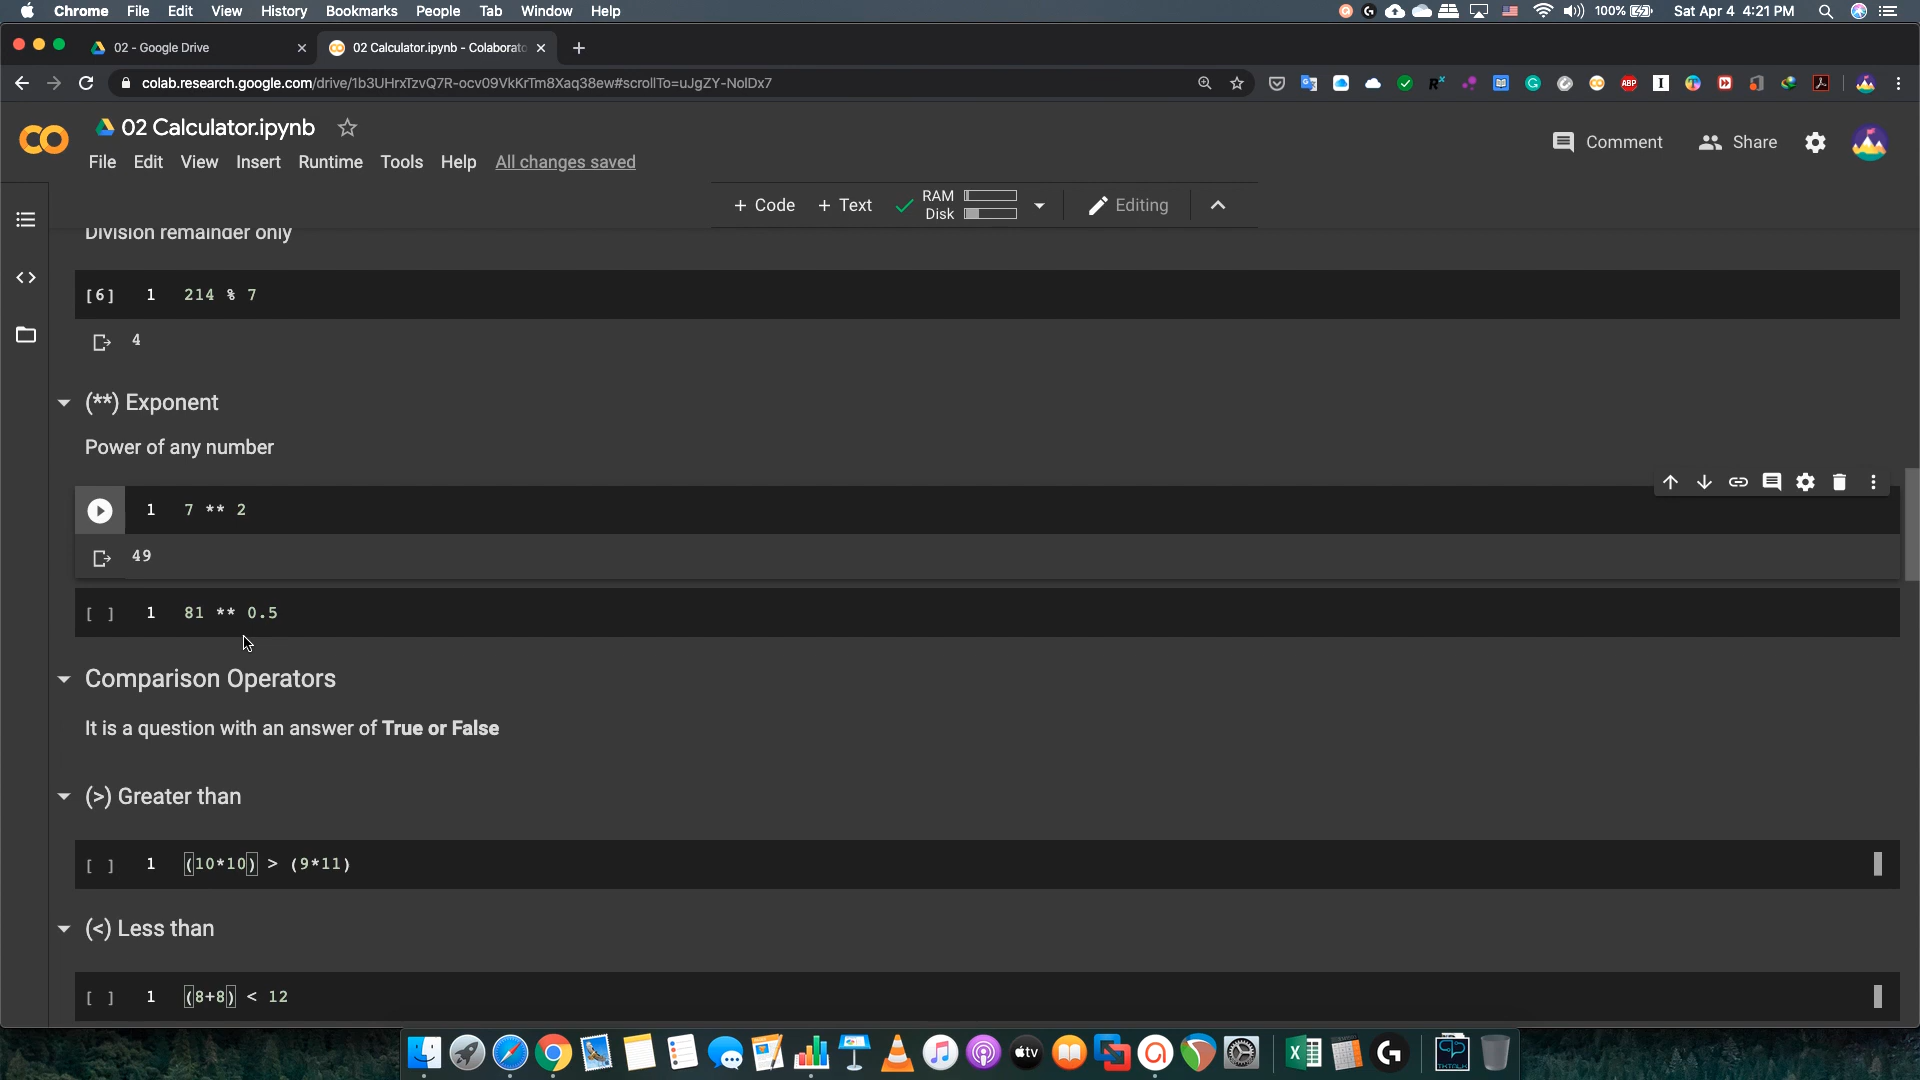 Chrome File Edit View History Bookmarks People Tab Window Help 100% Sat Apr 4 4:21 PM
02 - Google Drive 02 Calculator.ipynb - Colaborato
colab.research.google.com/drive/1b3UHrxTzvQ7R-ocv09VkKrTm8Xaq38ew#scrollTo=uJgZY-NolDx7
02 Calculator.ipynb
Comment Share
File Edit View Insert Runtime Tools Help All changes saved
+ Code + Text RAM Disk Editing
Division remainder only
[6] 1 214 % 7
4
(**) Exponent
Power of any number
1 7 ** 2
49
[ ] 1 81 ** 0.5
Comparison Operators
It is a question with an answer of True or False
(>) Greater than
[ ] 1 (10*10) > (9*11)
(<) Less than
[ ] 1 (8+8) < 12